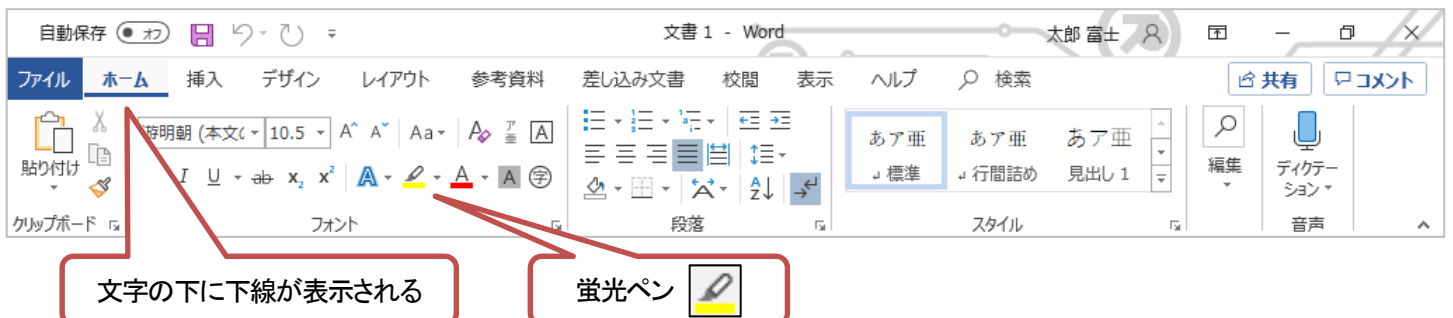 自動保存 オフ 文書 1 - Word 太郎 富士
ファイル ホーム 挿入 デザイン レイアウト 参考資料 差し込み文書 校閲 表示 ヘルプ 検索 共有 コメント
游明朝 (本文( 10.5 A^ Aˇ Aa A ア亜 A
あア亜 あア亜 あア亜
貼り付け
I U ab x₂ x² A A A 字
A Z
↲標準 ↲行間詰め 見出し 1
編集
ディクテー
ション
クリップボード フォント 段落 スタイル 音声
文字の下に下線が表示される
蛍光ペン